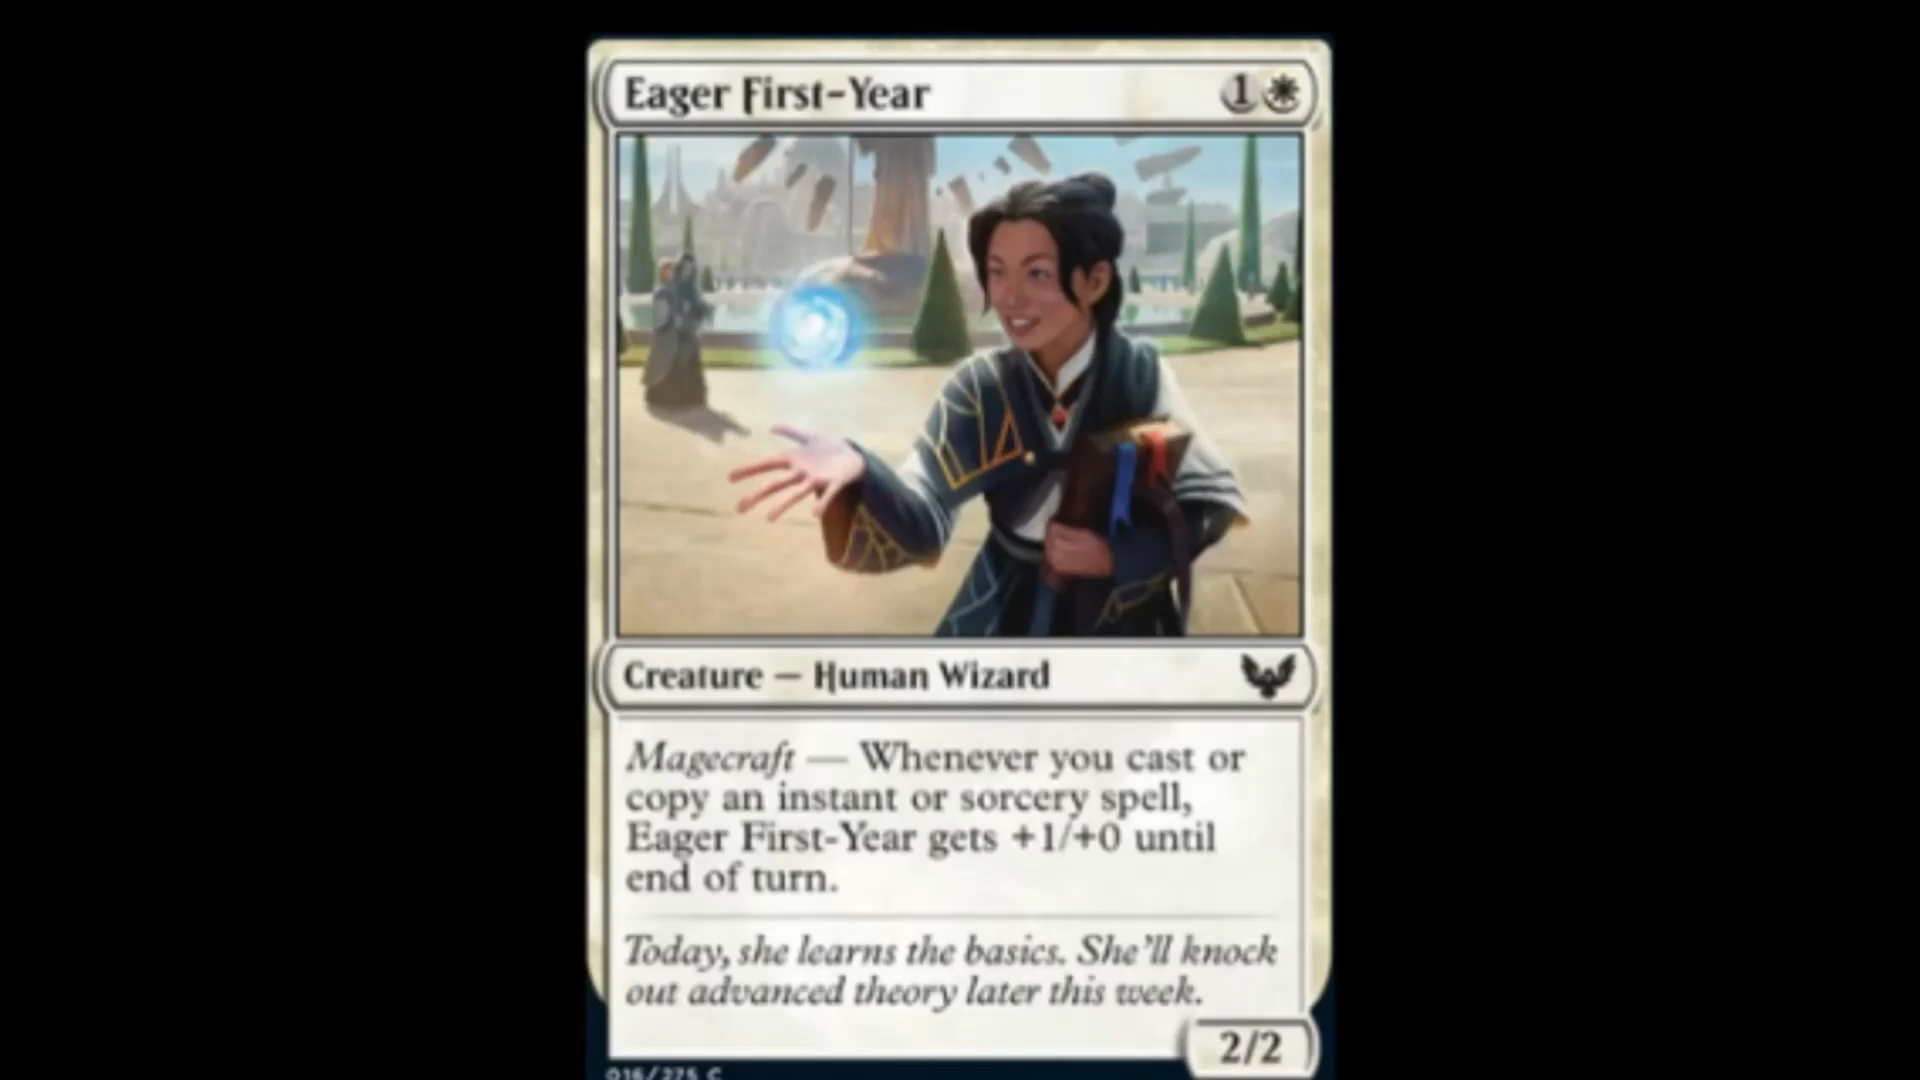 Eager First-Year 1
Creature — Human Wizard
Magecraft — Whenever you cast or
copy an instant or sorcery spell,
Eager First-Year gets +1/+0 until
end of turn.
Today, she learns the basics. She'll knock
out advanced theory later this week.
2/2
016/275 C